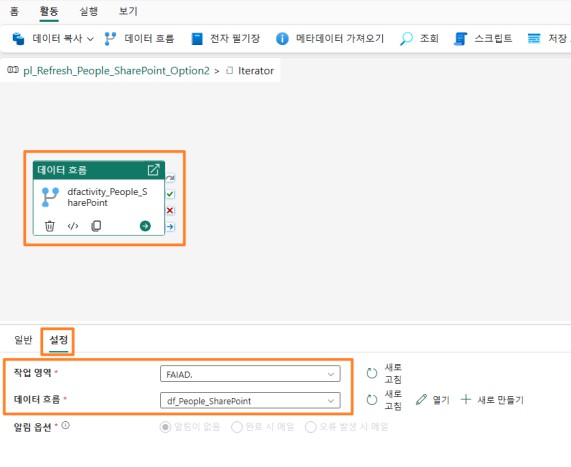 홈 활동 실행 보기
데이터 복사 데이터 흐름 전자 필기장 메타데이터 가져오기 조회 스크립트 저장
pl_Refresh_People_SharePoint_Option2 > Iterator
데이터 흐름
dfactivity_People_S
harePoint
일반 설정
작업 영역 * FAIAD. 새로
고침
데이터 흐름 * df_People_SharePoint 새로
고침 열기 새로 만들기
알림 옵션 * 알림이 없음 완료 시 메일 오류 발생 시 메일